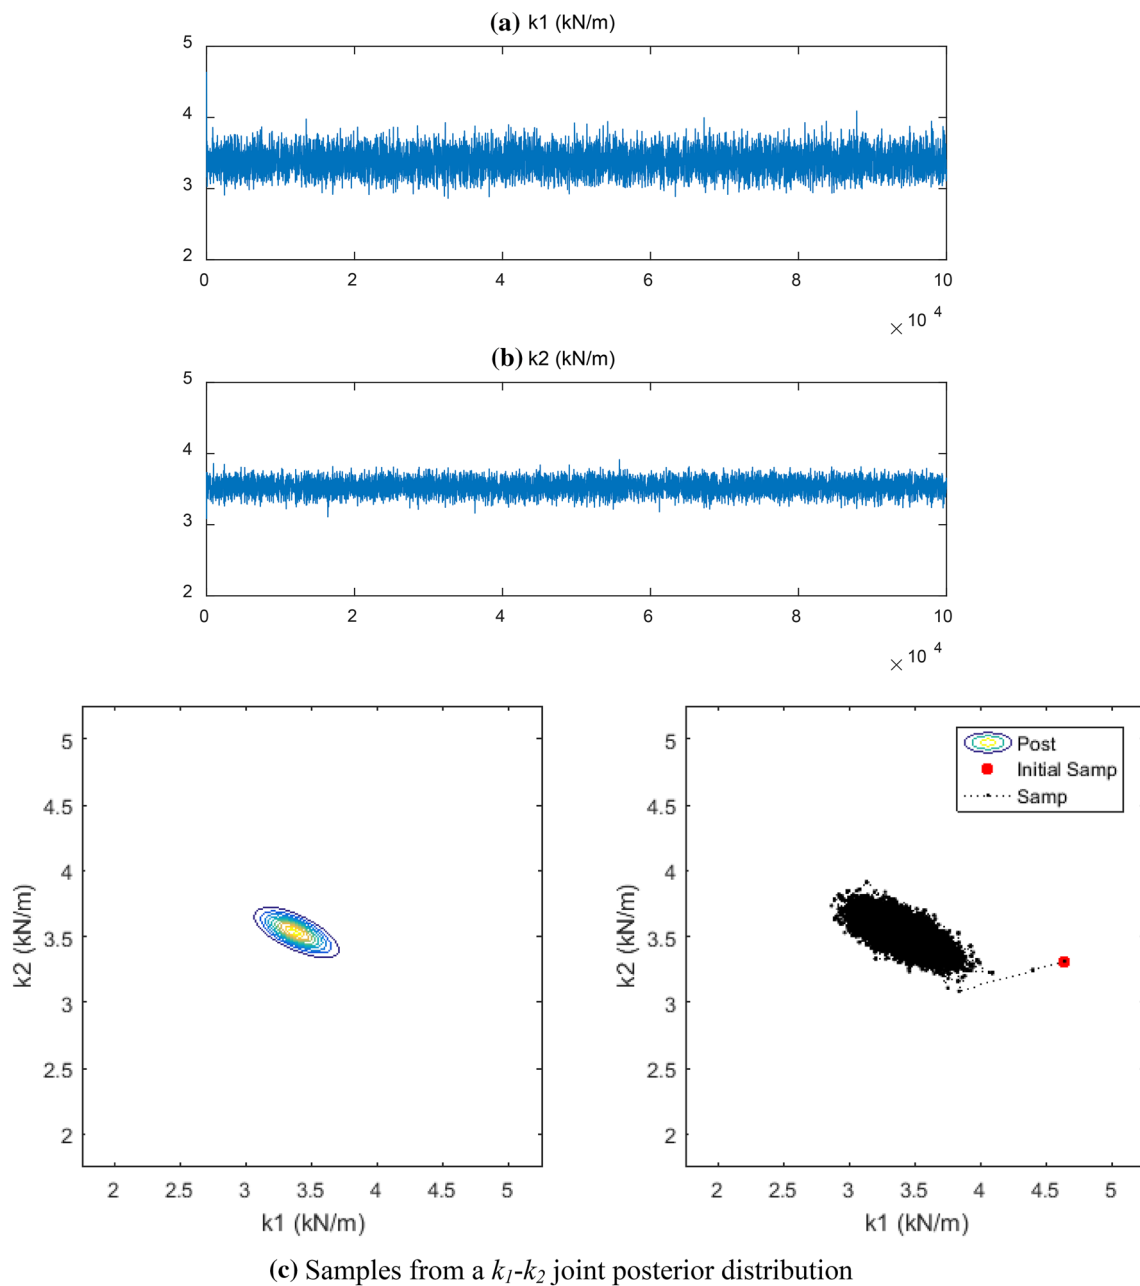 (a) k1 (kN/m)
5
4
3
2
0 2 4 6 8 10
× 10 4
(b) k2 (kN/m)
5
4
3
2
0 2 4 6 8 10
× 10 4
5
4.5
4
3.5
3
2.5
2
k2 (kN/m)
2 2.5 3 3.5 4 4.5 5
k1 (kN/m)
Post
Initial Samp
Samp
5
4.5
4
3.5
3
2.5
2
k2 (kN/m)
2 2.5 3 3.5 4 4.5 5
k1 (kN/m)
(c) Samples from a k1-k2 joint posterior distribution